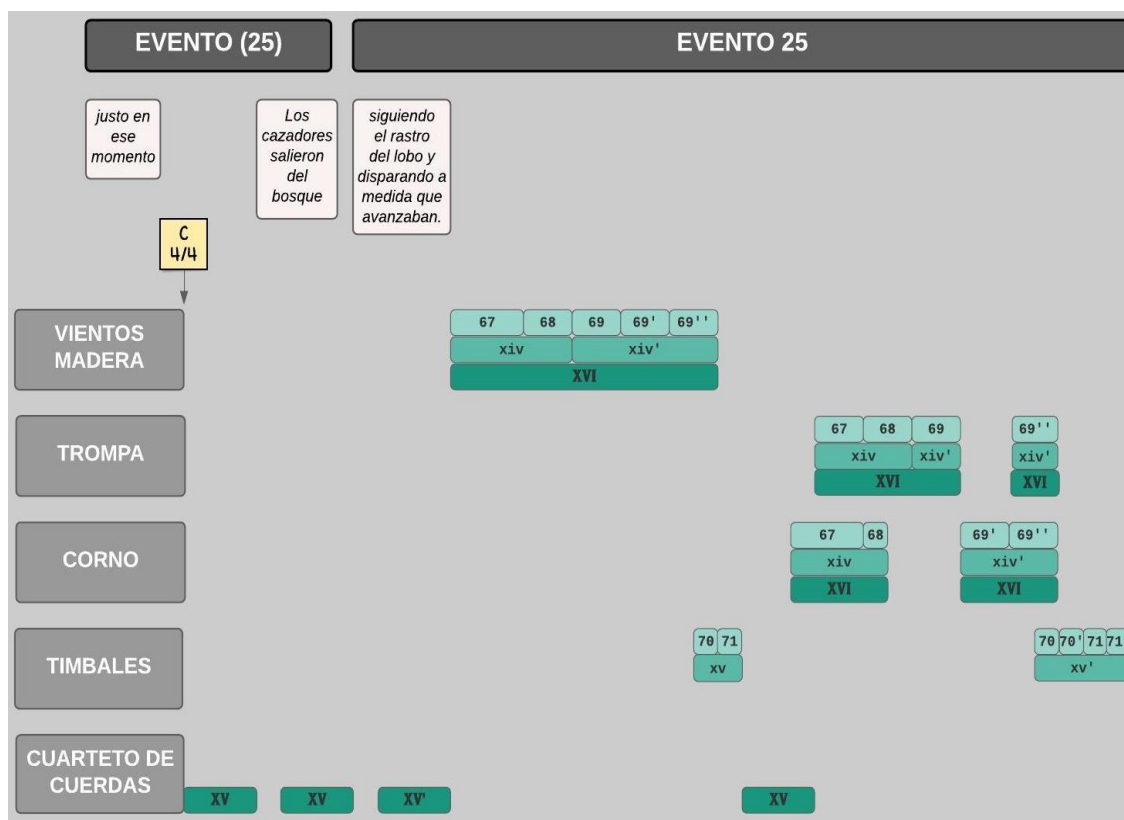 EVENTO (25)
EVENTO 25
justo en
ese
momento
Los
cazadores
salieron
del
bosque
siguiendo
el rastro
del lobo y
disparando a
medida que
avanzaban.
C
4/4
VIENTOS
MADERA
67 68 69 69' 69''
xiv xiv'
XVI
TROMPA
67 68 69 69''
xiv xiv' xiv'
XVI XVI
CORNO
67 68 69' 69''
xiv xiv'
XVI XVI
TIMBALES
70 71 70 70' 71 71
xv xv'
CUARTETO DE
CUERDAS
XV XV XV' XV